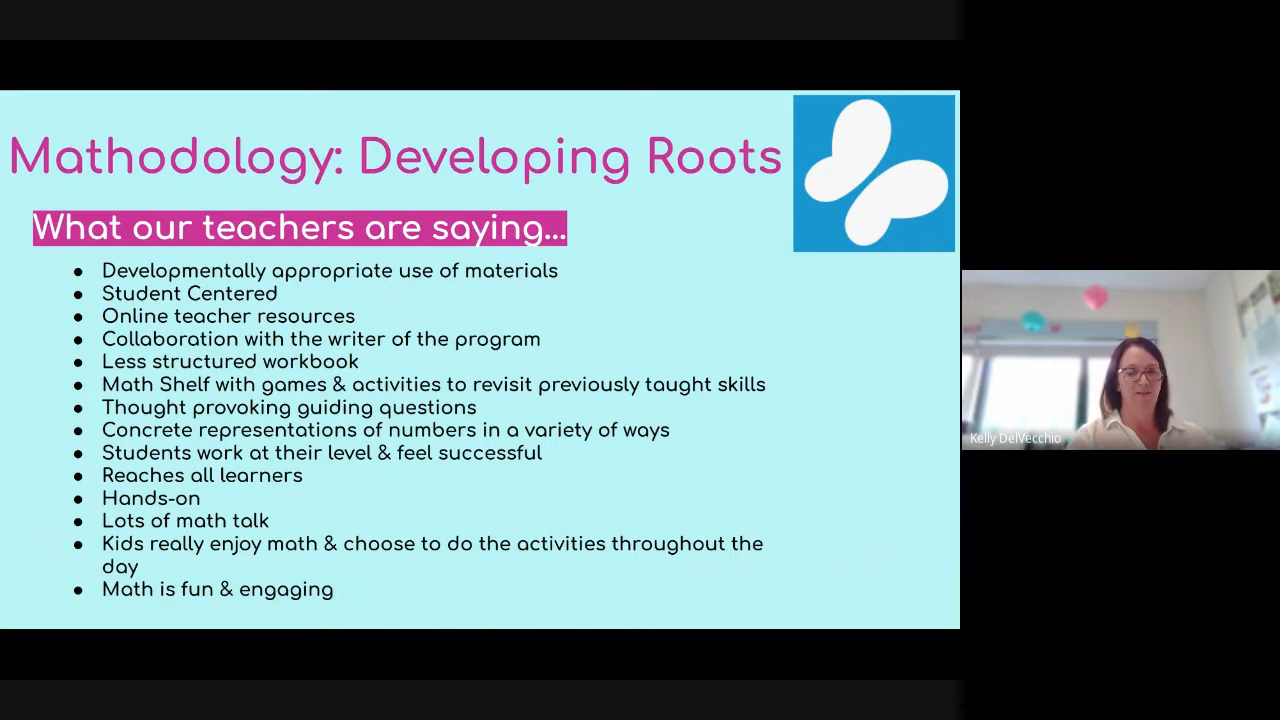 Mathodology: Developing Roots
What our teachers are saying...
● Developmentally appropriate use of materials
● Student Centered
● Online teacher resources
● Collaboration with the writer of the program
● Less structured workbook
● Math Shelf with games & activities to revisit previously taught skills
● Thought provoking guiding questions
● Concrete representations of numbers in a variety of ways
● Students work at their level & feel successful
● Reaches all learners
● Hands-on
● Lots of math talk
● Kids really enjoy math & choose to do the activities throughout the
day
● Math is fun & engaging
Kelly DelVecchio